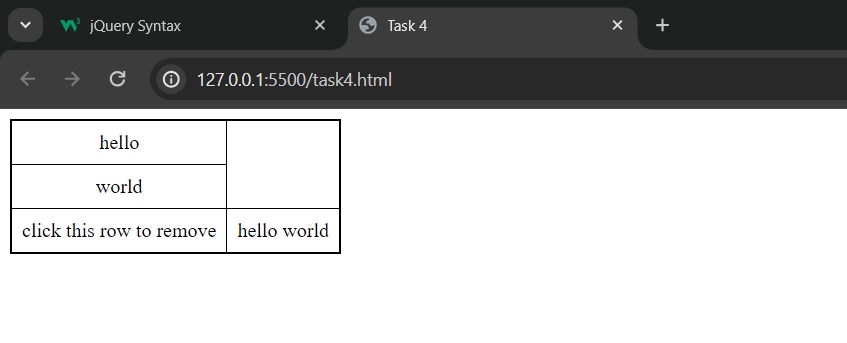 jQuery Syntax
Task 4
127.0.0.1:5500/task4.html
hello
world
click this row to remove hello world